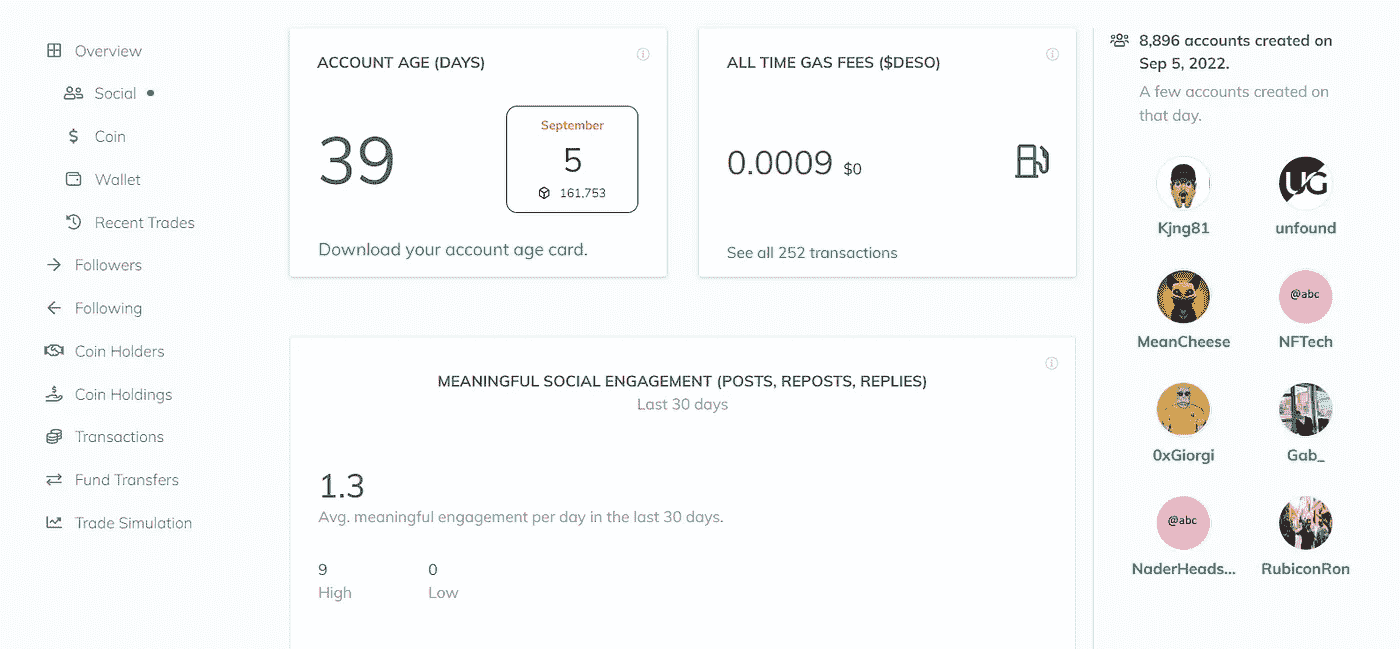 Overview
Social
Coin
Wallet
Recent Trades
Followers
Following
Coin Holders
Coin Holdings
Transactions
Fund Transfers
Trade Simulation
ACCOUNT AGE (DAYS)
39
September
5
161,753
Download your account age card.
ALL TIME GAS FEES ($DESO)
0.0009 $0
See all 252 transactions
MEANINGFUL SOCIAL ENGAGEMENT (POSTS, REPOSTS, REPLIES)
Last 30 days
1.3
Avg. meaningful engagement per day in the last 30 days.
9 0
High Low
8,896 accounts created on
Sep 5, 2022.
A few accounts created on
that day.
UG
Kjng81 unfound
@abc
MeanCheese NFTech
0xGiorgi Gab_
@abc
NaderHeads... RubiconRon